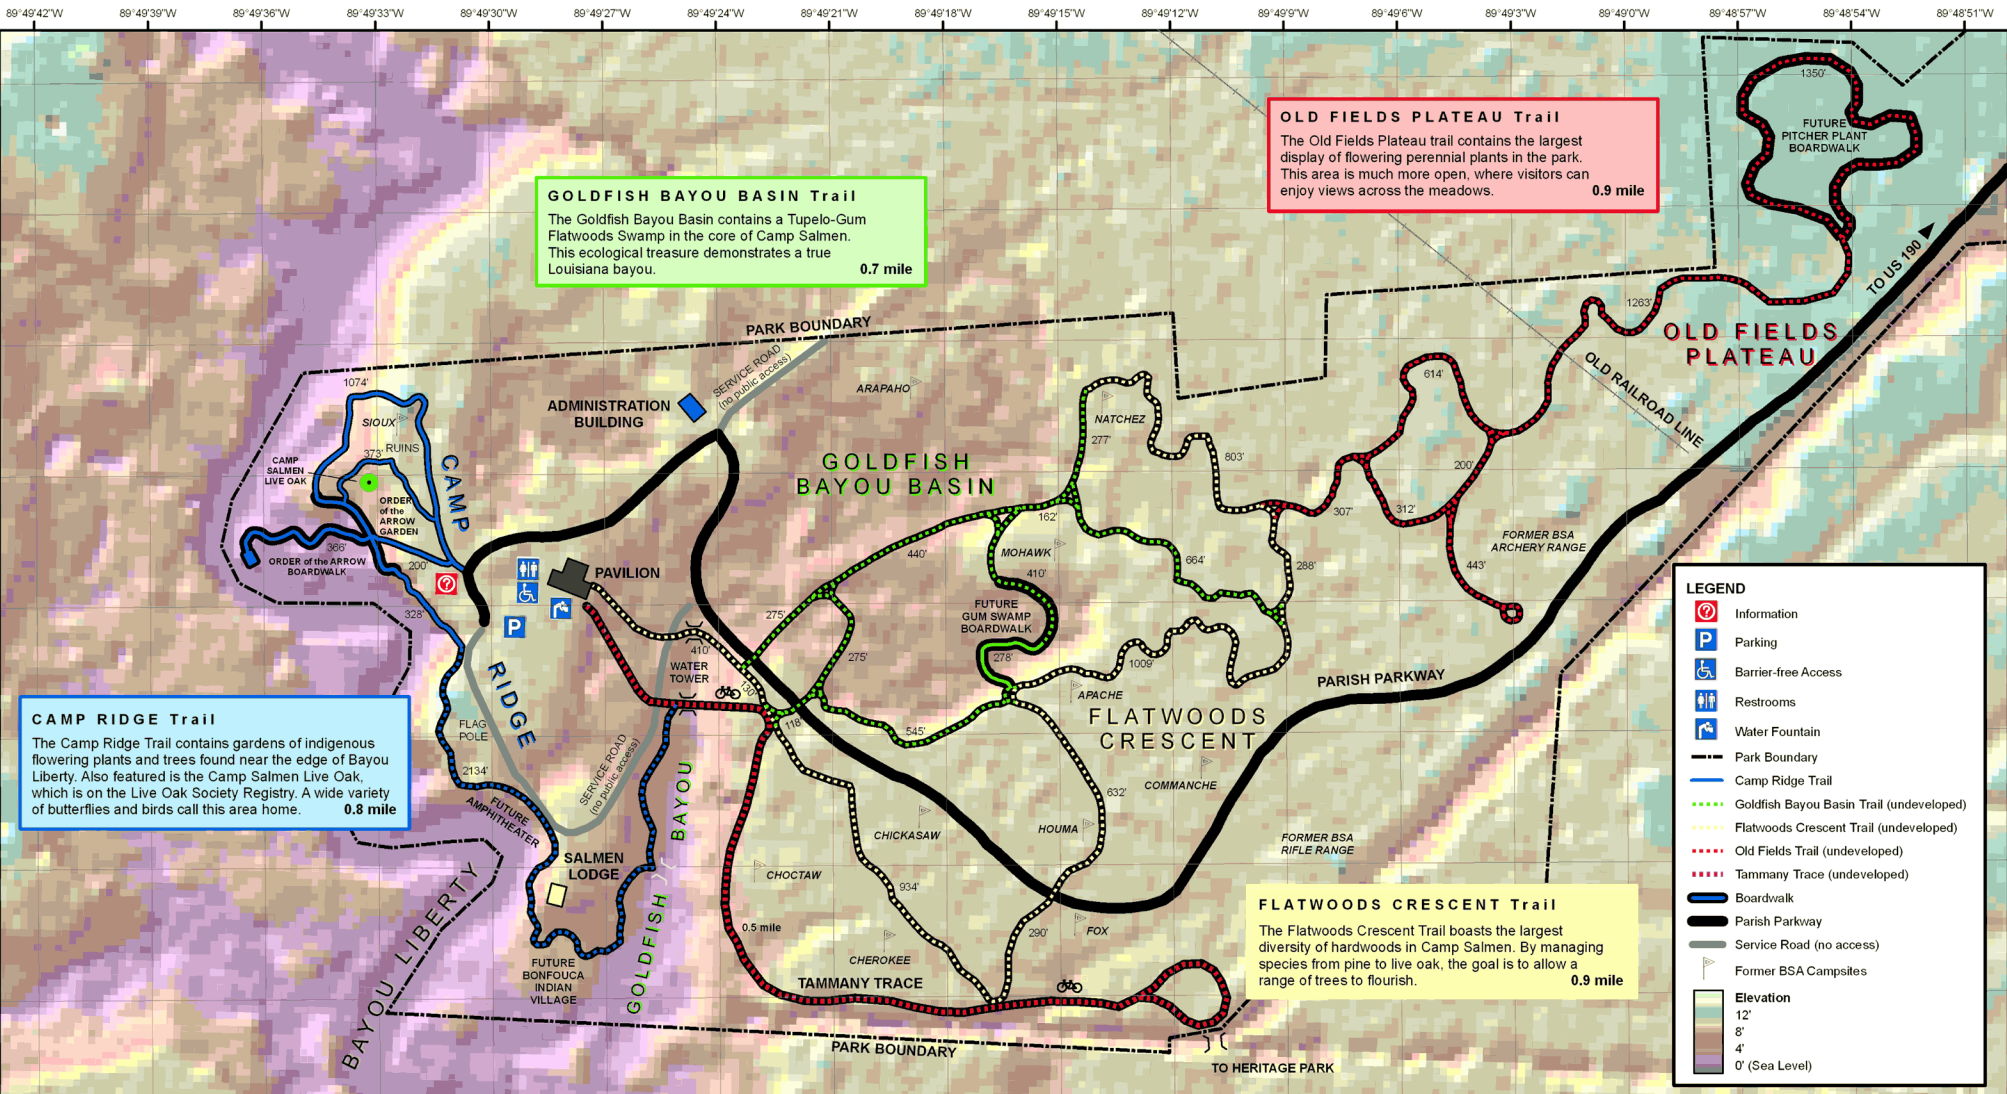 89°49'42"W 89°49'39"W 89°49'36"W 89°49'33"W 89°49'30"W 89°49'27"W 89°49'24"W 89°49'21"W 89°49'18"W 89°49'15"W 89°49'12"W 89°49'9"W 89°49'6"W 89°49'3"W 89°49'0"W 89°48'57"W 89°48'54"W 89°48'51"W
1350'
FUTURE
PITCHER PLANT
BOARDWALK
OLD FIELDS PLATEAU Trail
The Old Fields Plateau trail contains the largest
display of flowering perennial plants in the park.
This area is much more open, where visitors can
enjoy views across the meadows. 0.9 mile
GOLDFISH BAYOU BASIN Trail
The Goldfish Bayou Basin contains a Tupelo-Gum
Flatwoods Swamp in the core of Camp Salmen.
This ecological treasure demonstrates a true
Louisiana bayou. 0.7 mile
TO US 190
1263'
OLD FIELDS
PLATEAU
PARK BOUNDARY
SERVICE ROAD
(no public access)
ARAPAHO
OLD RAILROAD LINE
614'
1074'
SIOUX
RUINS
373'
CAMP
SALMEN
LIVE OAK
ORDER
of the
ARROW
GARDEN
CAMP
RIDGE
ADMINISTRATION
BUILDING
GOLDFISH
BAYOU BASIN
NATCHEZ
277'
803'
200'
307'
312'
162'
440'
MOHAWK
664'
288'
443'
FORMER BSA
ARCHERY RANGE
366'
ORDER of the ARROW
BOARDWALK
200'
328'
?
PAVILION
P
410'
FUTURE
GUM SWAMP
BOARDWALK
278'
275'
275'
410'
WATER
TOWER
130'
118'
545'
1009'
APACHE
FLATWOODS
CRESCENT
PARISH PARKWAY
COMMANCHE
632'
HOUMA
FORMER BSA
RIFLE RANGE
CAMP RIDGE Trail
The Camp Ridge Trail contains gardens of indigenous
flowering plants and trees found near the edge of Bayou
Liberty. Also featured is the Camp Salmen Live Oak,
which is on the Live Oak Society Registry. A wide variety
of butterflies and birds call this area home. 0.8 mile
FLAG
POLE
2134'
FUTURE
AMPHITHEATER
SERVICE ROAD
(no public access)
SALMEN
LODGE
GOLDFISH BAYOU
BAYOU LIBERTY
FUTURE
BONFOUCA
INDIAN
VILLAGE
CHICKASAW
CHOCTAW
934'
0.5 mile
CHEROKEE
290'
FOX
TAMMANY TRACE
PARK BOUNDARY
TO HERITAGE PARK
FLATWOODS CRESCENT Trail
The Flatwoods Crescent Trail boasts the largest
diversity of hardwoods in Camp Salmen. By managing
species from pine to live oak, the goal is to allow a
range of trees to flourish. 0.9 mile
LEGEND
? Information
P Parking
Barrier-free Access
Restrooms
Water Fountain
Park Boundary
Camp Ridge Trail
Goldfish Bayou Basin Trail (undeveloped)
Flatwoods Crescent Trail (undeveloped)
Old Fields Trail (undeveloped)
Tammany Trace (undeveloped)
Boardwalk
Parish Parkway
Service Road (no access)
Former BSA Campsites
Elevation
12'
8'
4'
0' (Sea Level)